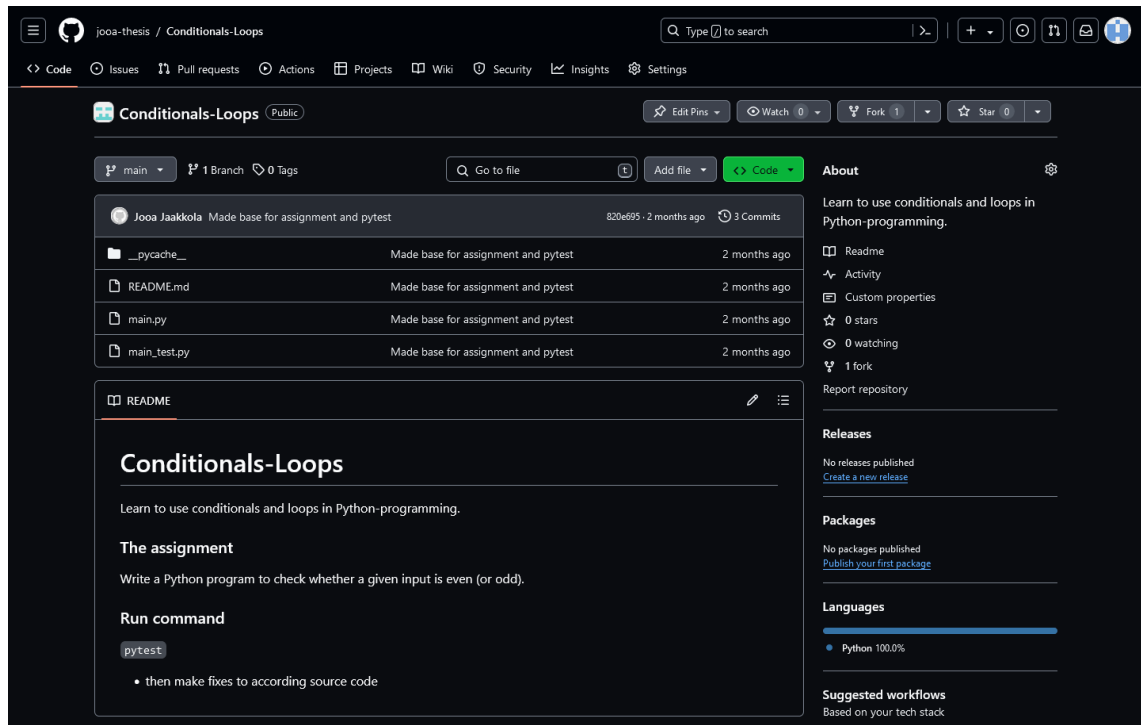 jooa-thesis / Conditionals-Loops
Type / to search
Code Issues Pull requests Actions Projects Wiki Security Insights Settings
Conditionals-Loops Public
Edit Pins Watch 0 Fork 1 Star 0
main 1 Branch 0 Tags
Go to file t Add file <> Code
Jooa Jaakkola Made base for assignment and pytest 820e695 · 2 months ago 3 Commits
__pycache__ Made base for assignment and pytest 2 months ago
README.md Made base for assignment and pytest 2 months ago
main.py Made base for assignment and pytest 2 months ago
main_test.py Made base for assignment and pytest 2 months ago
README
Conditionals-Loops
Learn to use conditionals and loops in Python-programming.
The assignment
Write a Python program to check whether a given input is even (or odd).
Run command
pytest
• then make fixes to according source code
About
Learn to use conditionals and loops in
Python-programming.
Readme
Activity
Custom properties
0 stars
0 watching
1 fork
Report repository
Releases
No releases published
Create a new release
Packages
No packages published
Publish your first package
Languages
Python 100.0%
Suggested workflows
Based on your tech stack